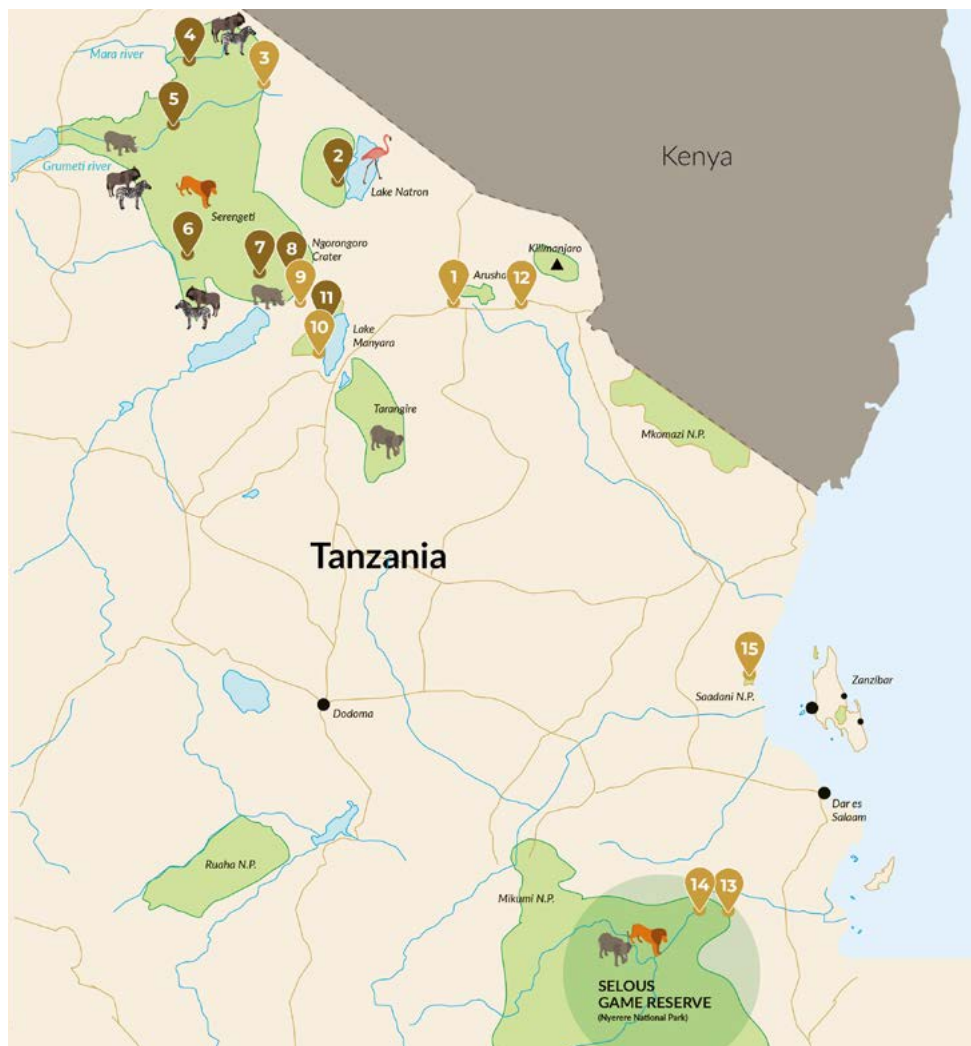 4
3
Mara river
5
Kenya
2
Grumeti river
Lake Natron
Serengeti
6
7
8
Ngorongoro
Crater
Kilimanjaro
9
1
Arusha
12
11
10
Lake
Manyara
Tarangire
Mkomazi N.P.
Tanzania
15
Saadani N.P.
Zanzibar
Dodoma
Dar es
Salaam
Ruaha N.P.
Mikumi N.P.
14
13
SELOUS
GAME RESERVE
(Nyerere National Park)